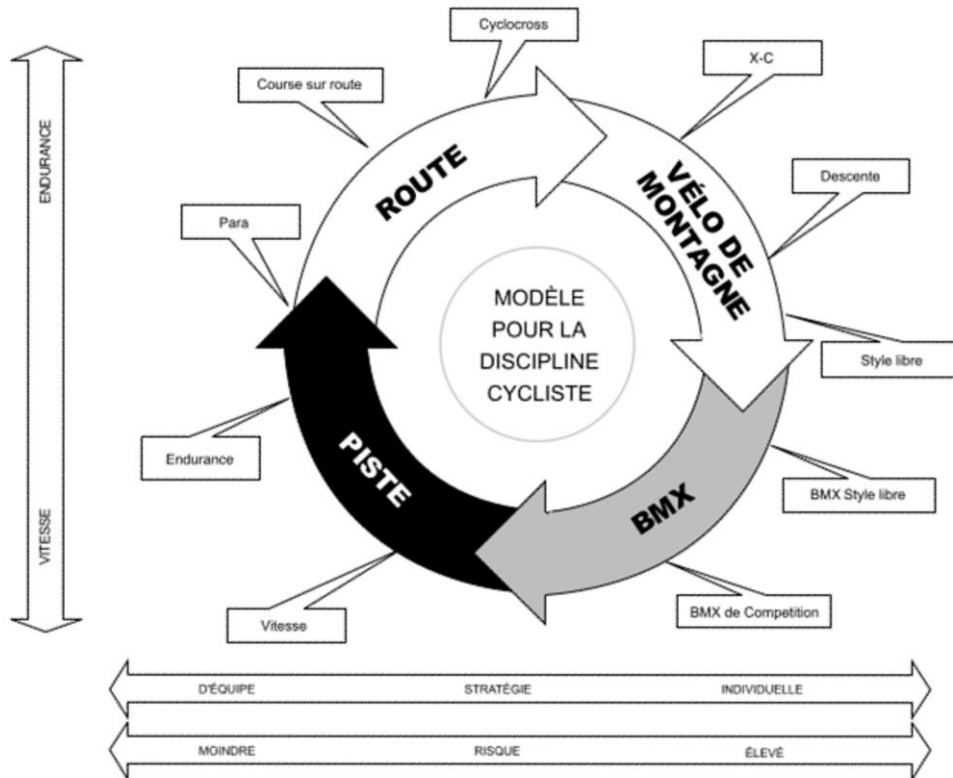 Cyclocross
X-C
Course sur route
ROUTE
VÉLO DE
MONTAGNE
Descente
ENDURANCE
Para
MODÈLE
POUR LA
DISCIPLINE
CYCLISTE
Style libre
Endurance
PISTE
BMX
BMX Style libre
VITESSE
Vitesse
BMX de Competition
D'ÉQUIPE STRATÉGIE INDIVIDUELLE
MOINDRE RISQUE ÉLEVÉ